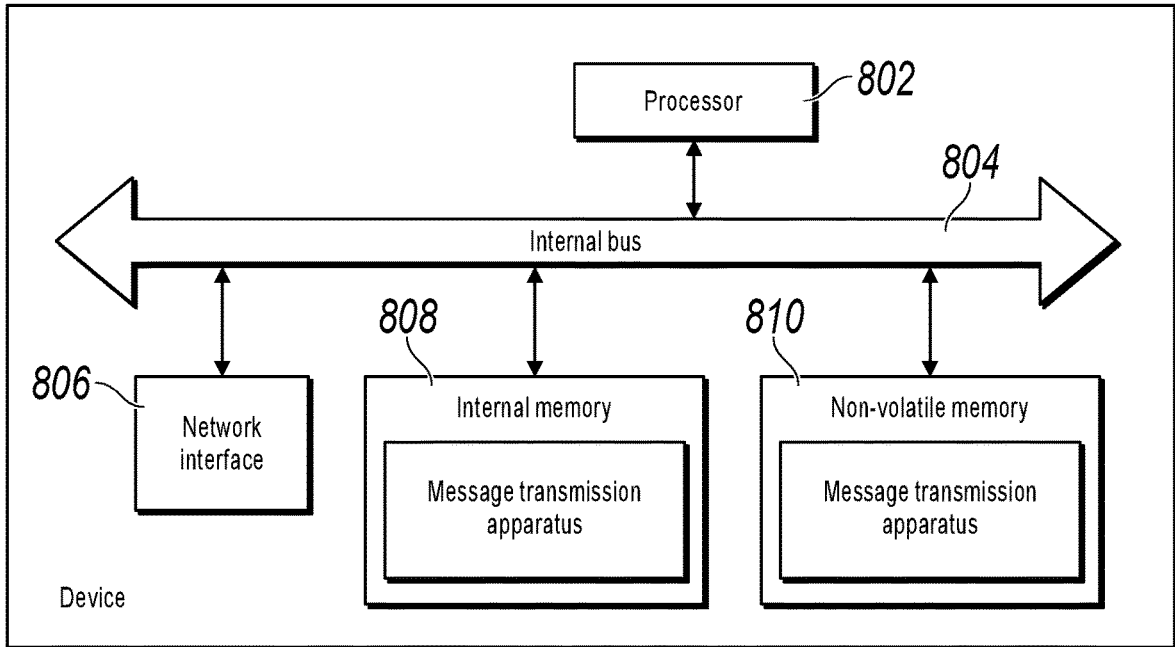 Processor
802
804
Internal bus
806
808
810
Network
interface
Internal memory
Message transmission
apparatus
Non-volatile memory
Message transmission
apparatus
Device